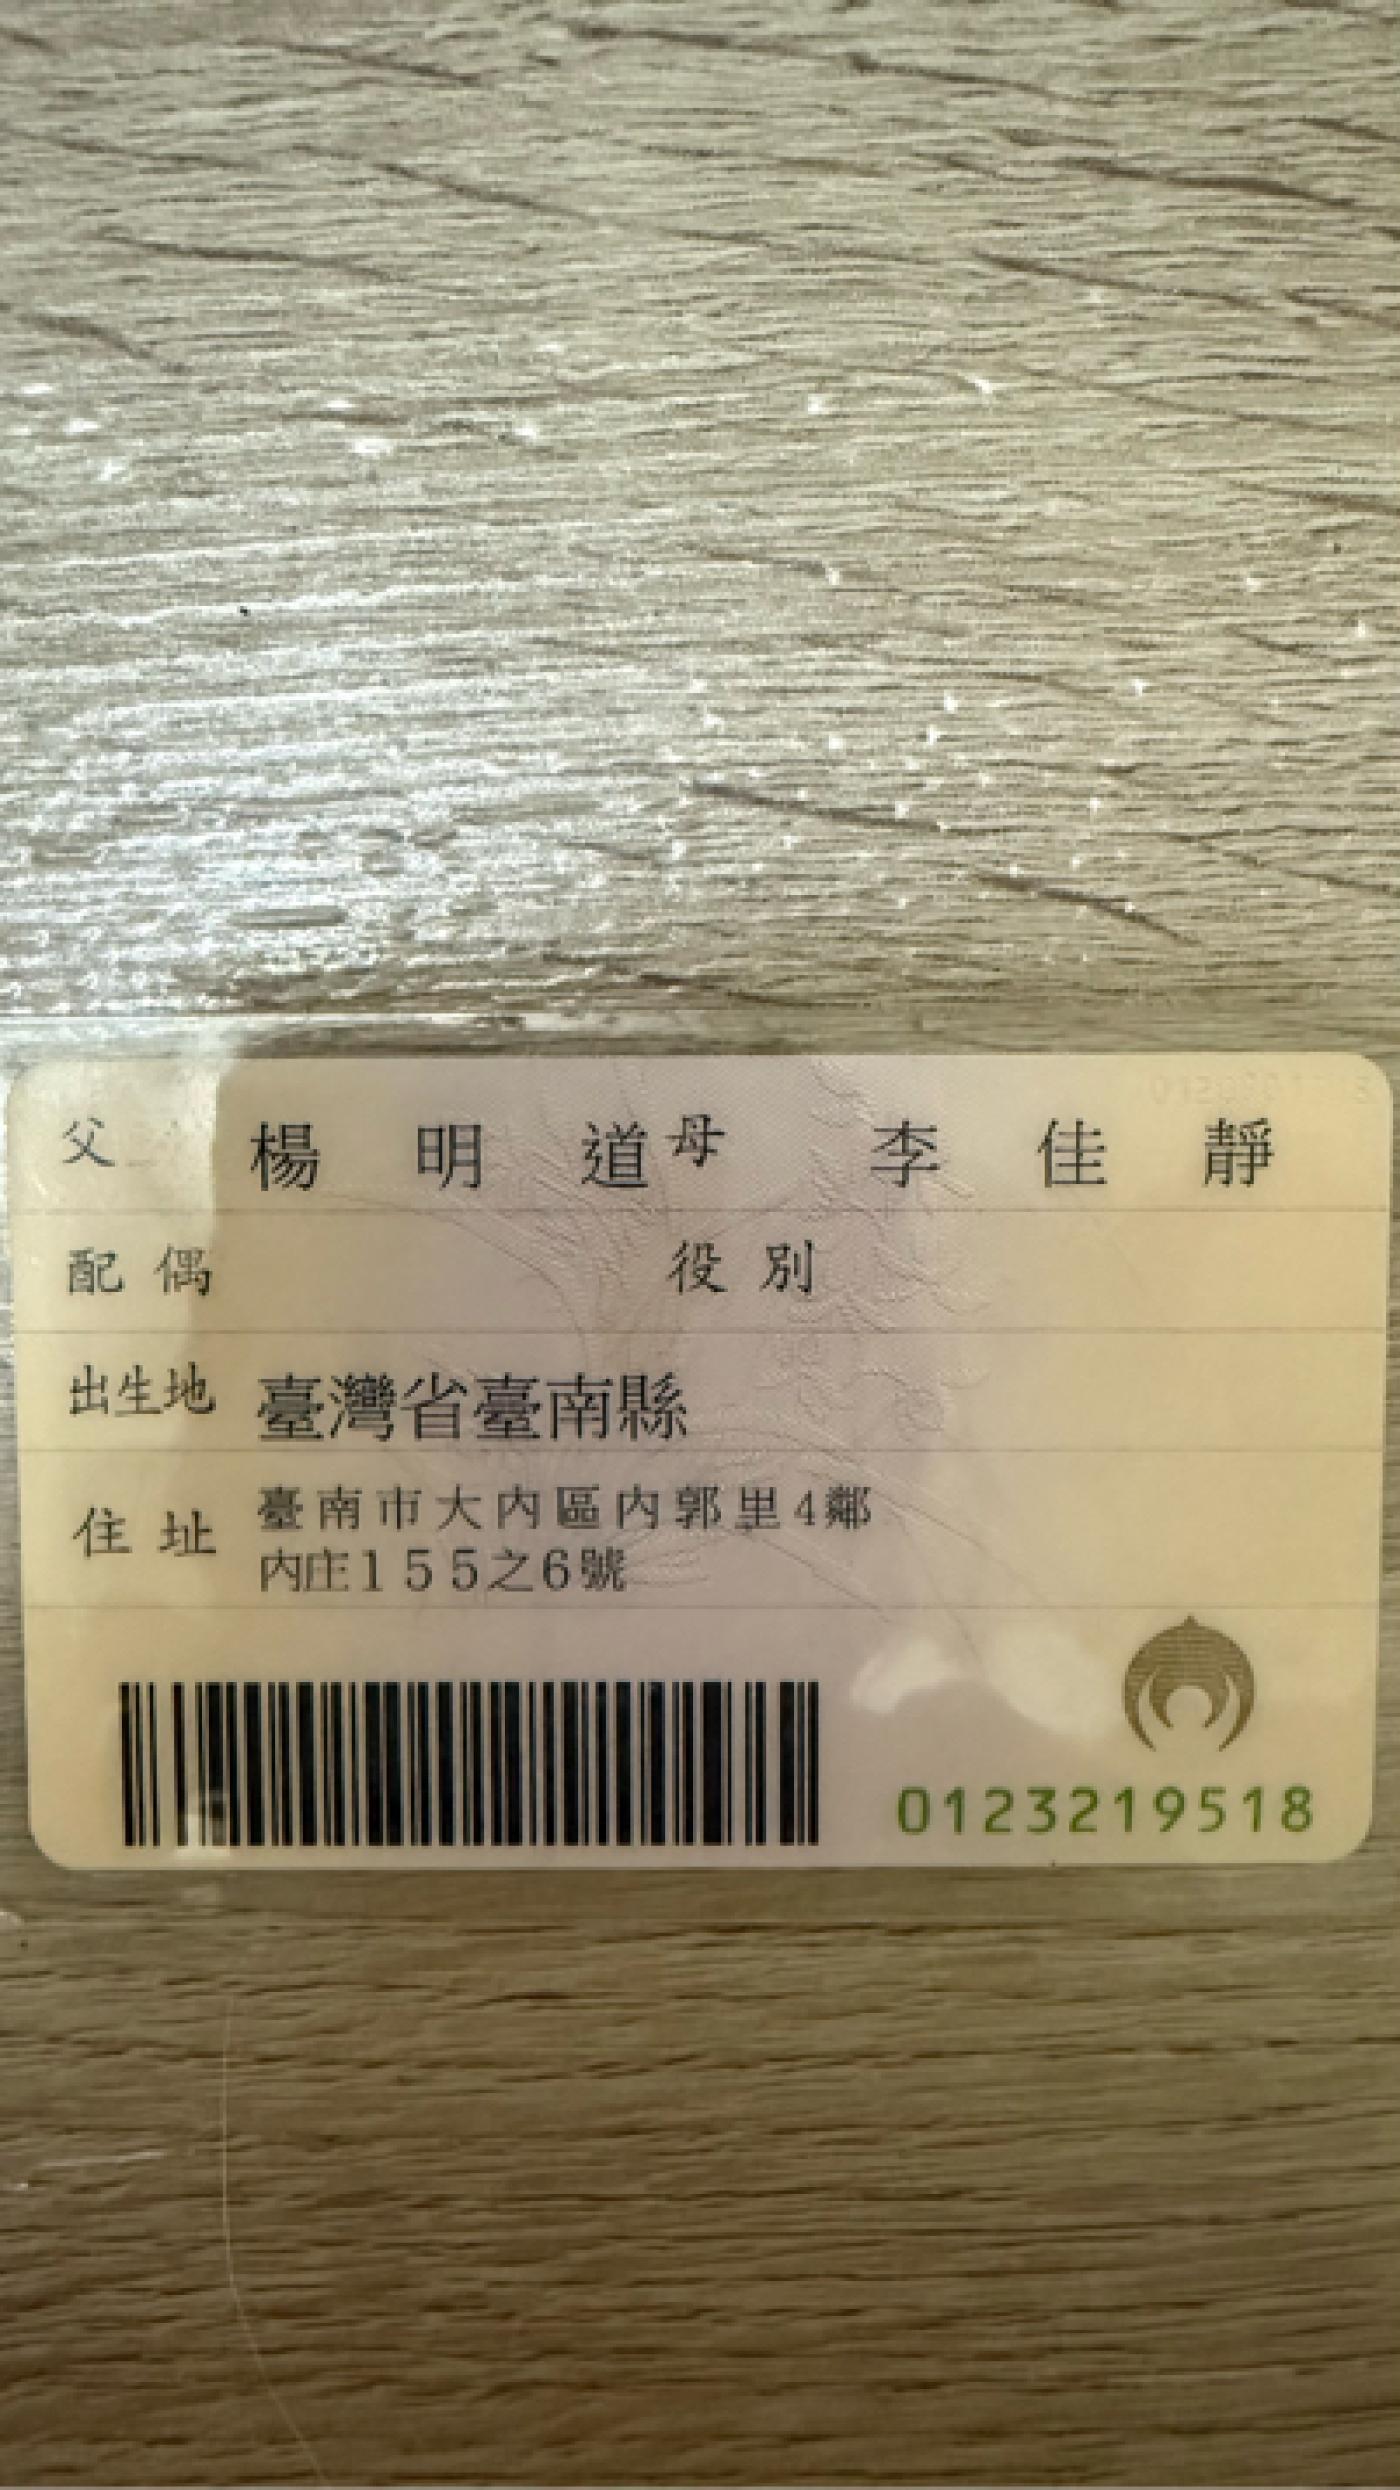 父 楊明道 母 李佳靜
配偶 役別
出生地 臺灣省臺南縣
住址 臺南市大內區內郭里4鄰
內庄155之6號
0123219518